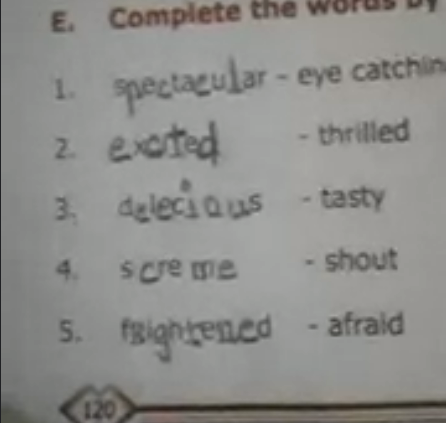 E. Complete the words by
1. spectacular - eye catchin
2. excited - thrilled
3. delecious - tasty
4. screme - shout
5. frightened - afraid
120